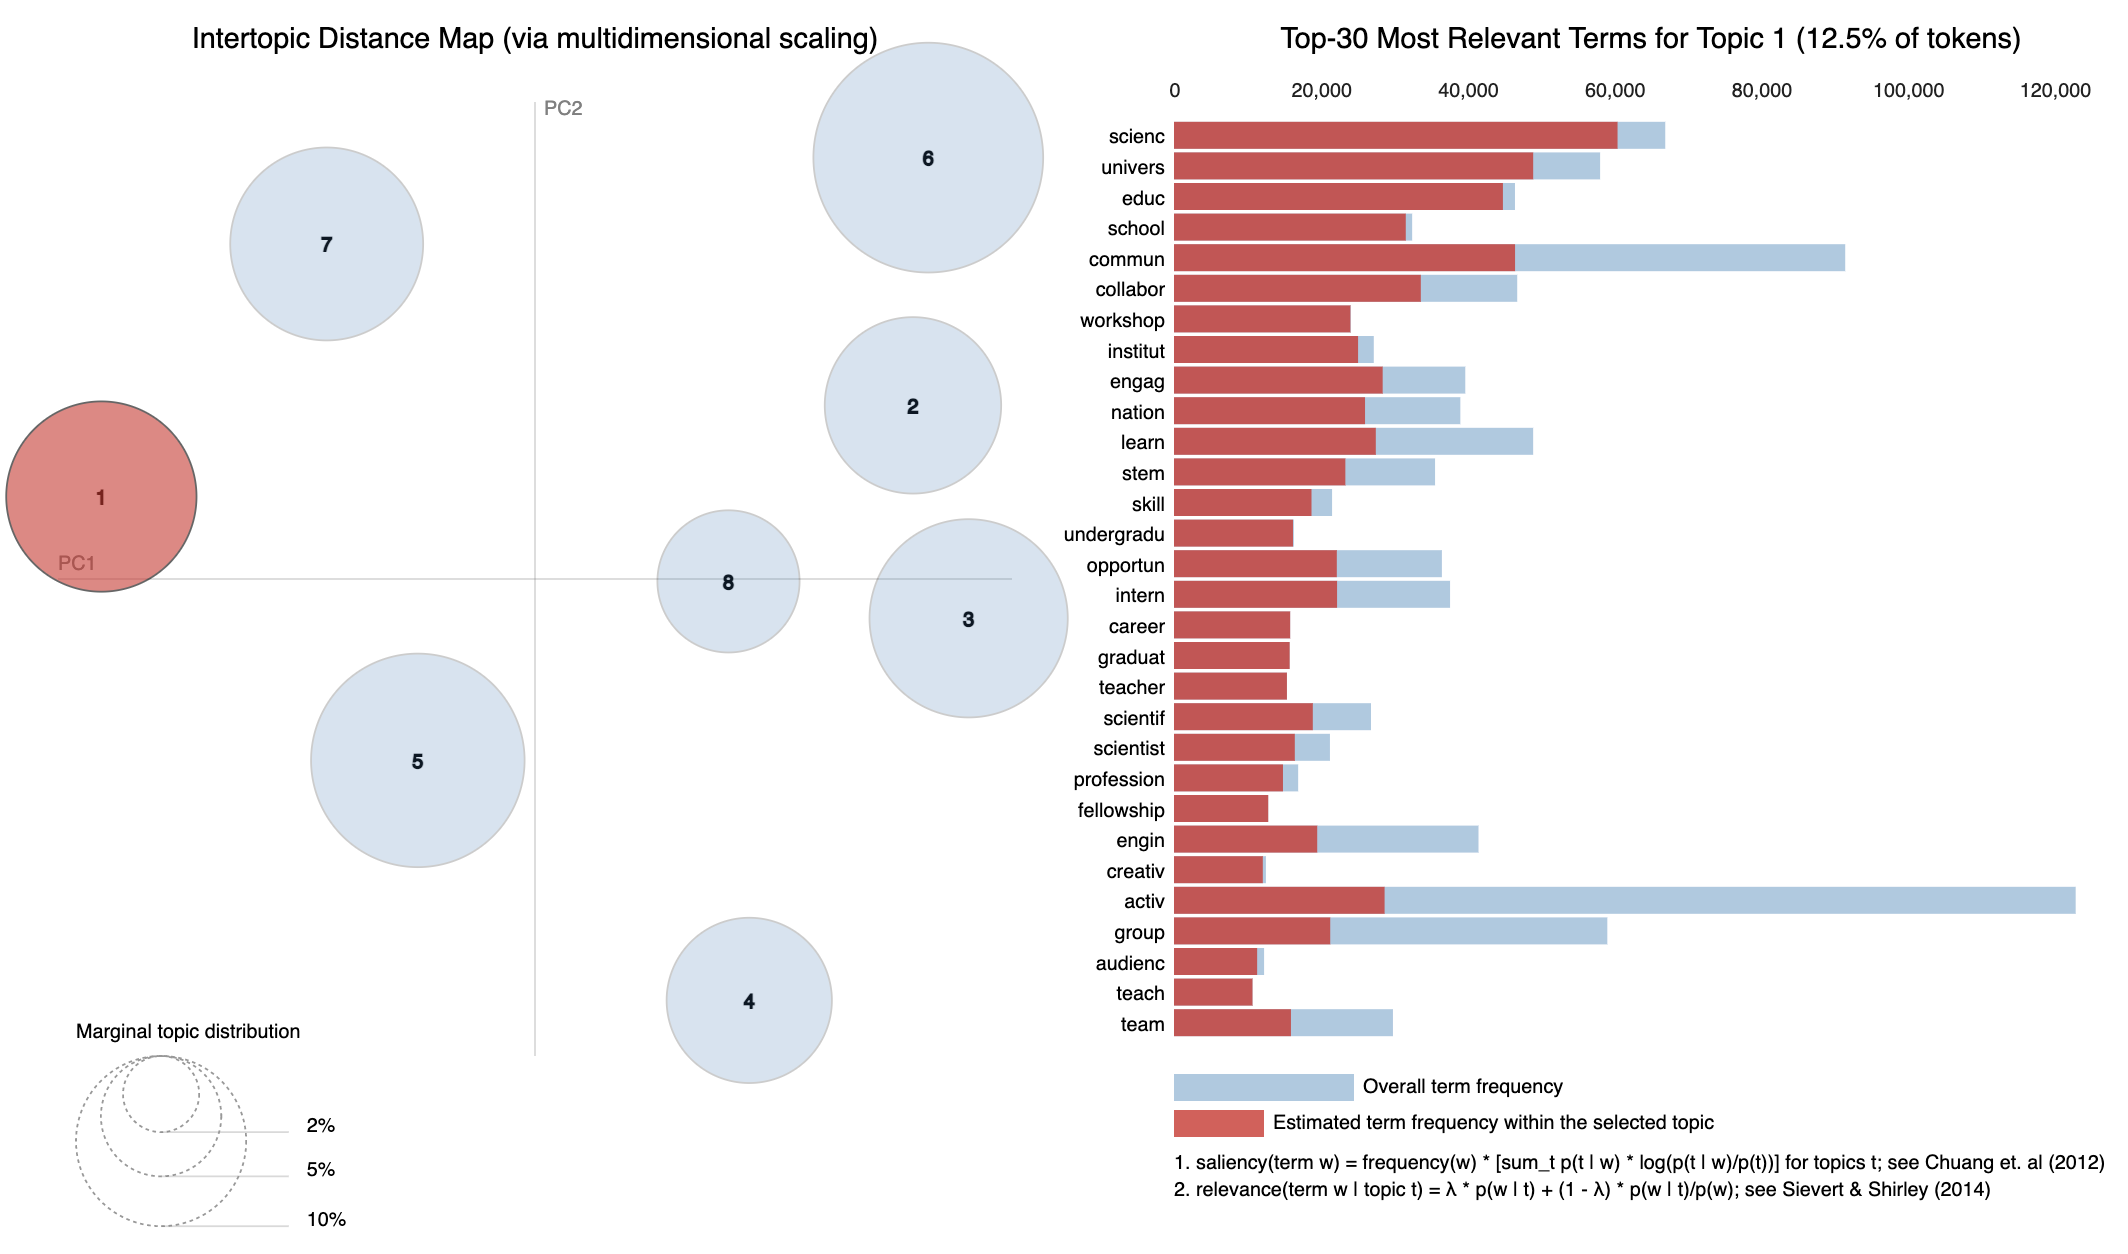 Intertopic Distance Map (via multidimensional scaling)
PC2
6
7
2
1
PC1
8
3
5
4
Marginal topic distribution
2%
5%
10%
Top-30 Most Relevant Terms for Topic 1 (12.5% of tokens)
0 20,000 40,000 60,000 80,000 100,000 120,000
scienc
univers
educ
school
commun
collabor
workshop
institut
engag
nation
learn
stem
skill
undergradu
opportun
intern
career
graduat
teacher
scientif
scientist
profession
fellowship
engin
creativ
activ
group
audienc
teach
team
Overall term frequency
Estimated term frequency within the selected topic
1. saliency(term w) = frequency(w) * [sum_t p(t | w) * log(p(t | w)/p(t))] for topics t; see Chuang et. al (2012)
2. relevance(term w | topic t) = λ * p(w | t) + (1 - λ) * p(w | t)/p(w); see Sievert & Shirley (2014)